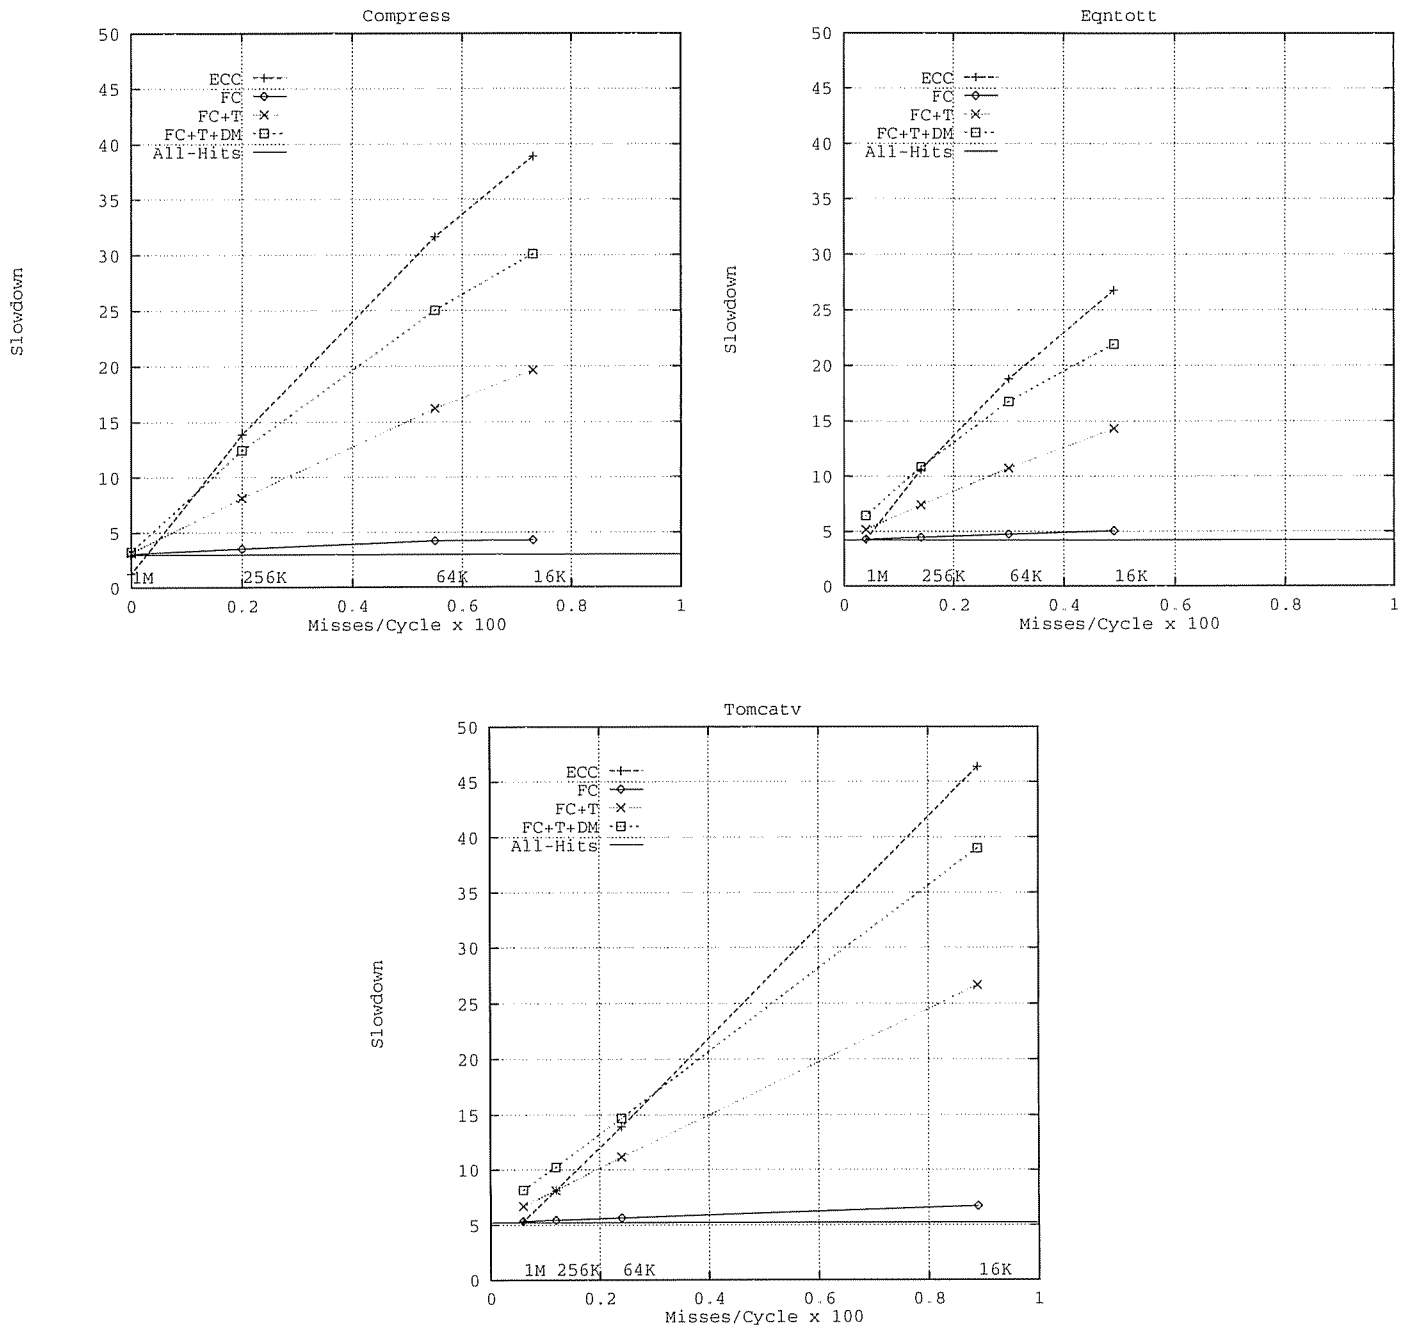 Compress
50
45
ECC
FC
FC+T
FC+T+DM
All-Hits
40
35
30
25
20
15
10
5
0
Slowdown
1M 256K 64K 16K
0 0.2 0.4 0.6 0.8 1
Misses/Cycle x 100
Eqntott
50
45
ECC
FC
FC+T
FC+T+DM
All-Hits
40
35
30
25
20
15
10
5
0
Slowdown
1M 256K 64K 16K
0 0.2 0.4 0.6 0.8 1
Misses/Cycle x 100
Tomcatv
50
45
ECC
FC
FC+T
FC+T+DM
All-Hits
40
35
30
25
20
15
10
5
0
Slowdown
1M 256K 64K 16K
0 0.2 0.4 0.6 0.8 1
Misses/Cycle x 100